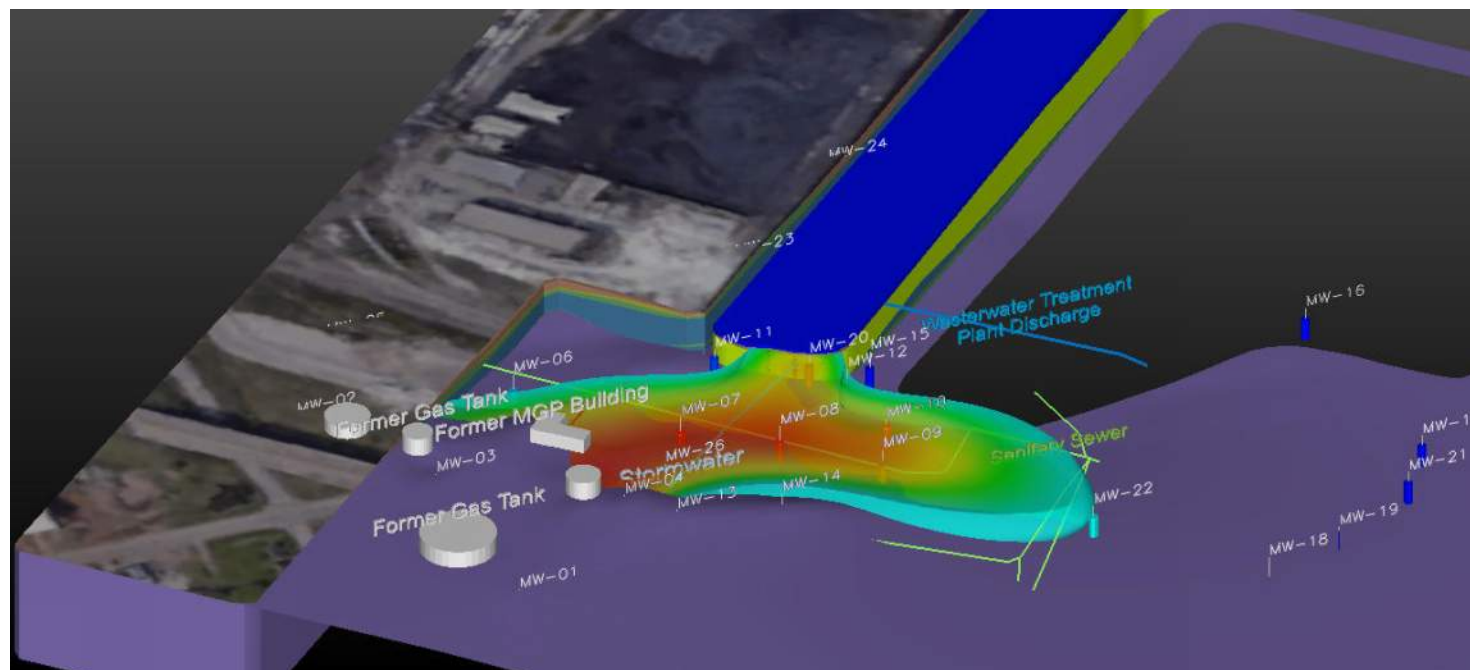 MW-24
MW-16
Wasterwater Treatment
Plant Discharge
MW-11
MW-20
MW-15
MW-12
MW-06
MW-02
Former Gas Tank
Former MGP Building
MW-07
MW-08
MW-10
MW-09
MW-26
Sanitary Sewer
MW-03
Stormwater
MW-04
MW-21
MW-13
MW-14
MW-22
Former Gas Tank
MW-19
MW-18
MW-01